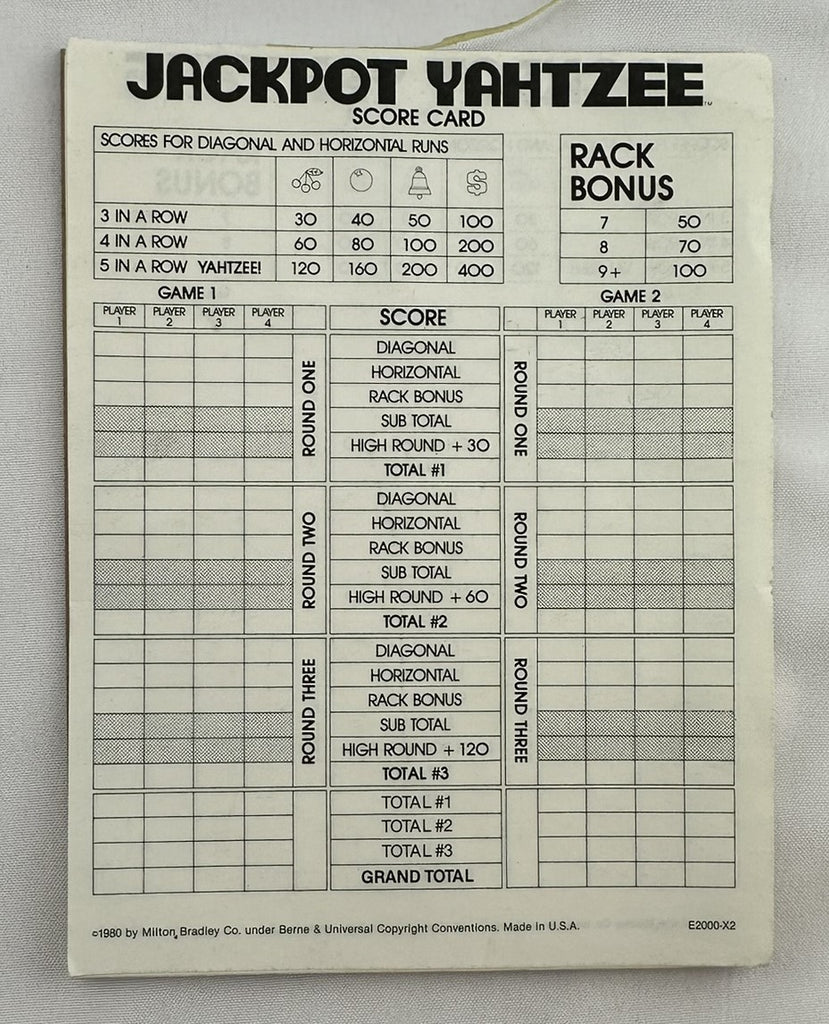 JACKPOT YAHTZEE™
SCORE CARD
SCORES FOR DIAGONAL AND HORIZONTAL RUNS
3 IN A ROW 30 40 50 100
4 IN A ROW 60 80 100 200
5 IN A ROW YAHTZEE! 120 160 200 400
RACK
BONUS
7 50
8 70
9+ 100
GAME 1
GAME 2
PLAYER 1 PLAYER 2 PLAYER 3 PLAYER 4 SCORE PLAYER 1 PLAYER 2 PLAYER 3 PLAYER 4
ROUND ONE
DIAGONAL
HORIZONTAL
RACK BONUS
SUB TOTAL
HIGH ROUND + 30
TOTAL #1
ROUND ONE
ROUND TWO
DIAGONAL
HORIZONTAL
RACK BONUS
SUB TOTAL
HIGH ROUND + 60
TOTAL #2
ROUND TWO
ROUND THREE
DIAGONAL
HORIZONTAL
RACK BONUS
SUB TOTAL
HIGH ROUND + 120
TOTAL #3
ROUND THREE
TOTAL #1
TOTAL #2
TOTAL #3
GRAND TOTAL
©1980 by Milton Bradley Co. under Berne & Universal Copyright Conventions. Made in U.S.A. E2000-X2